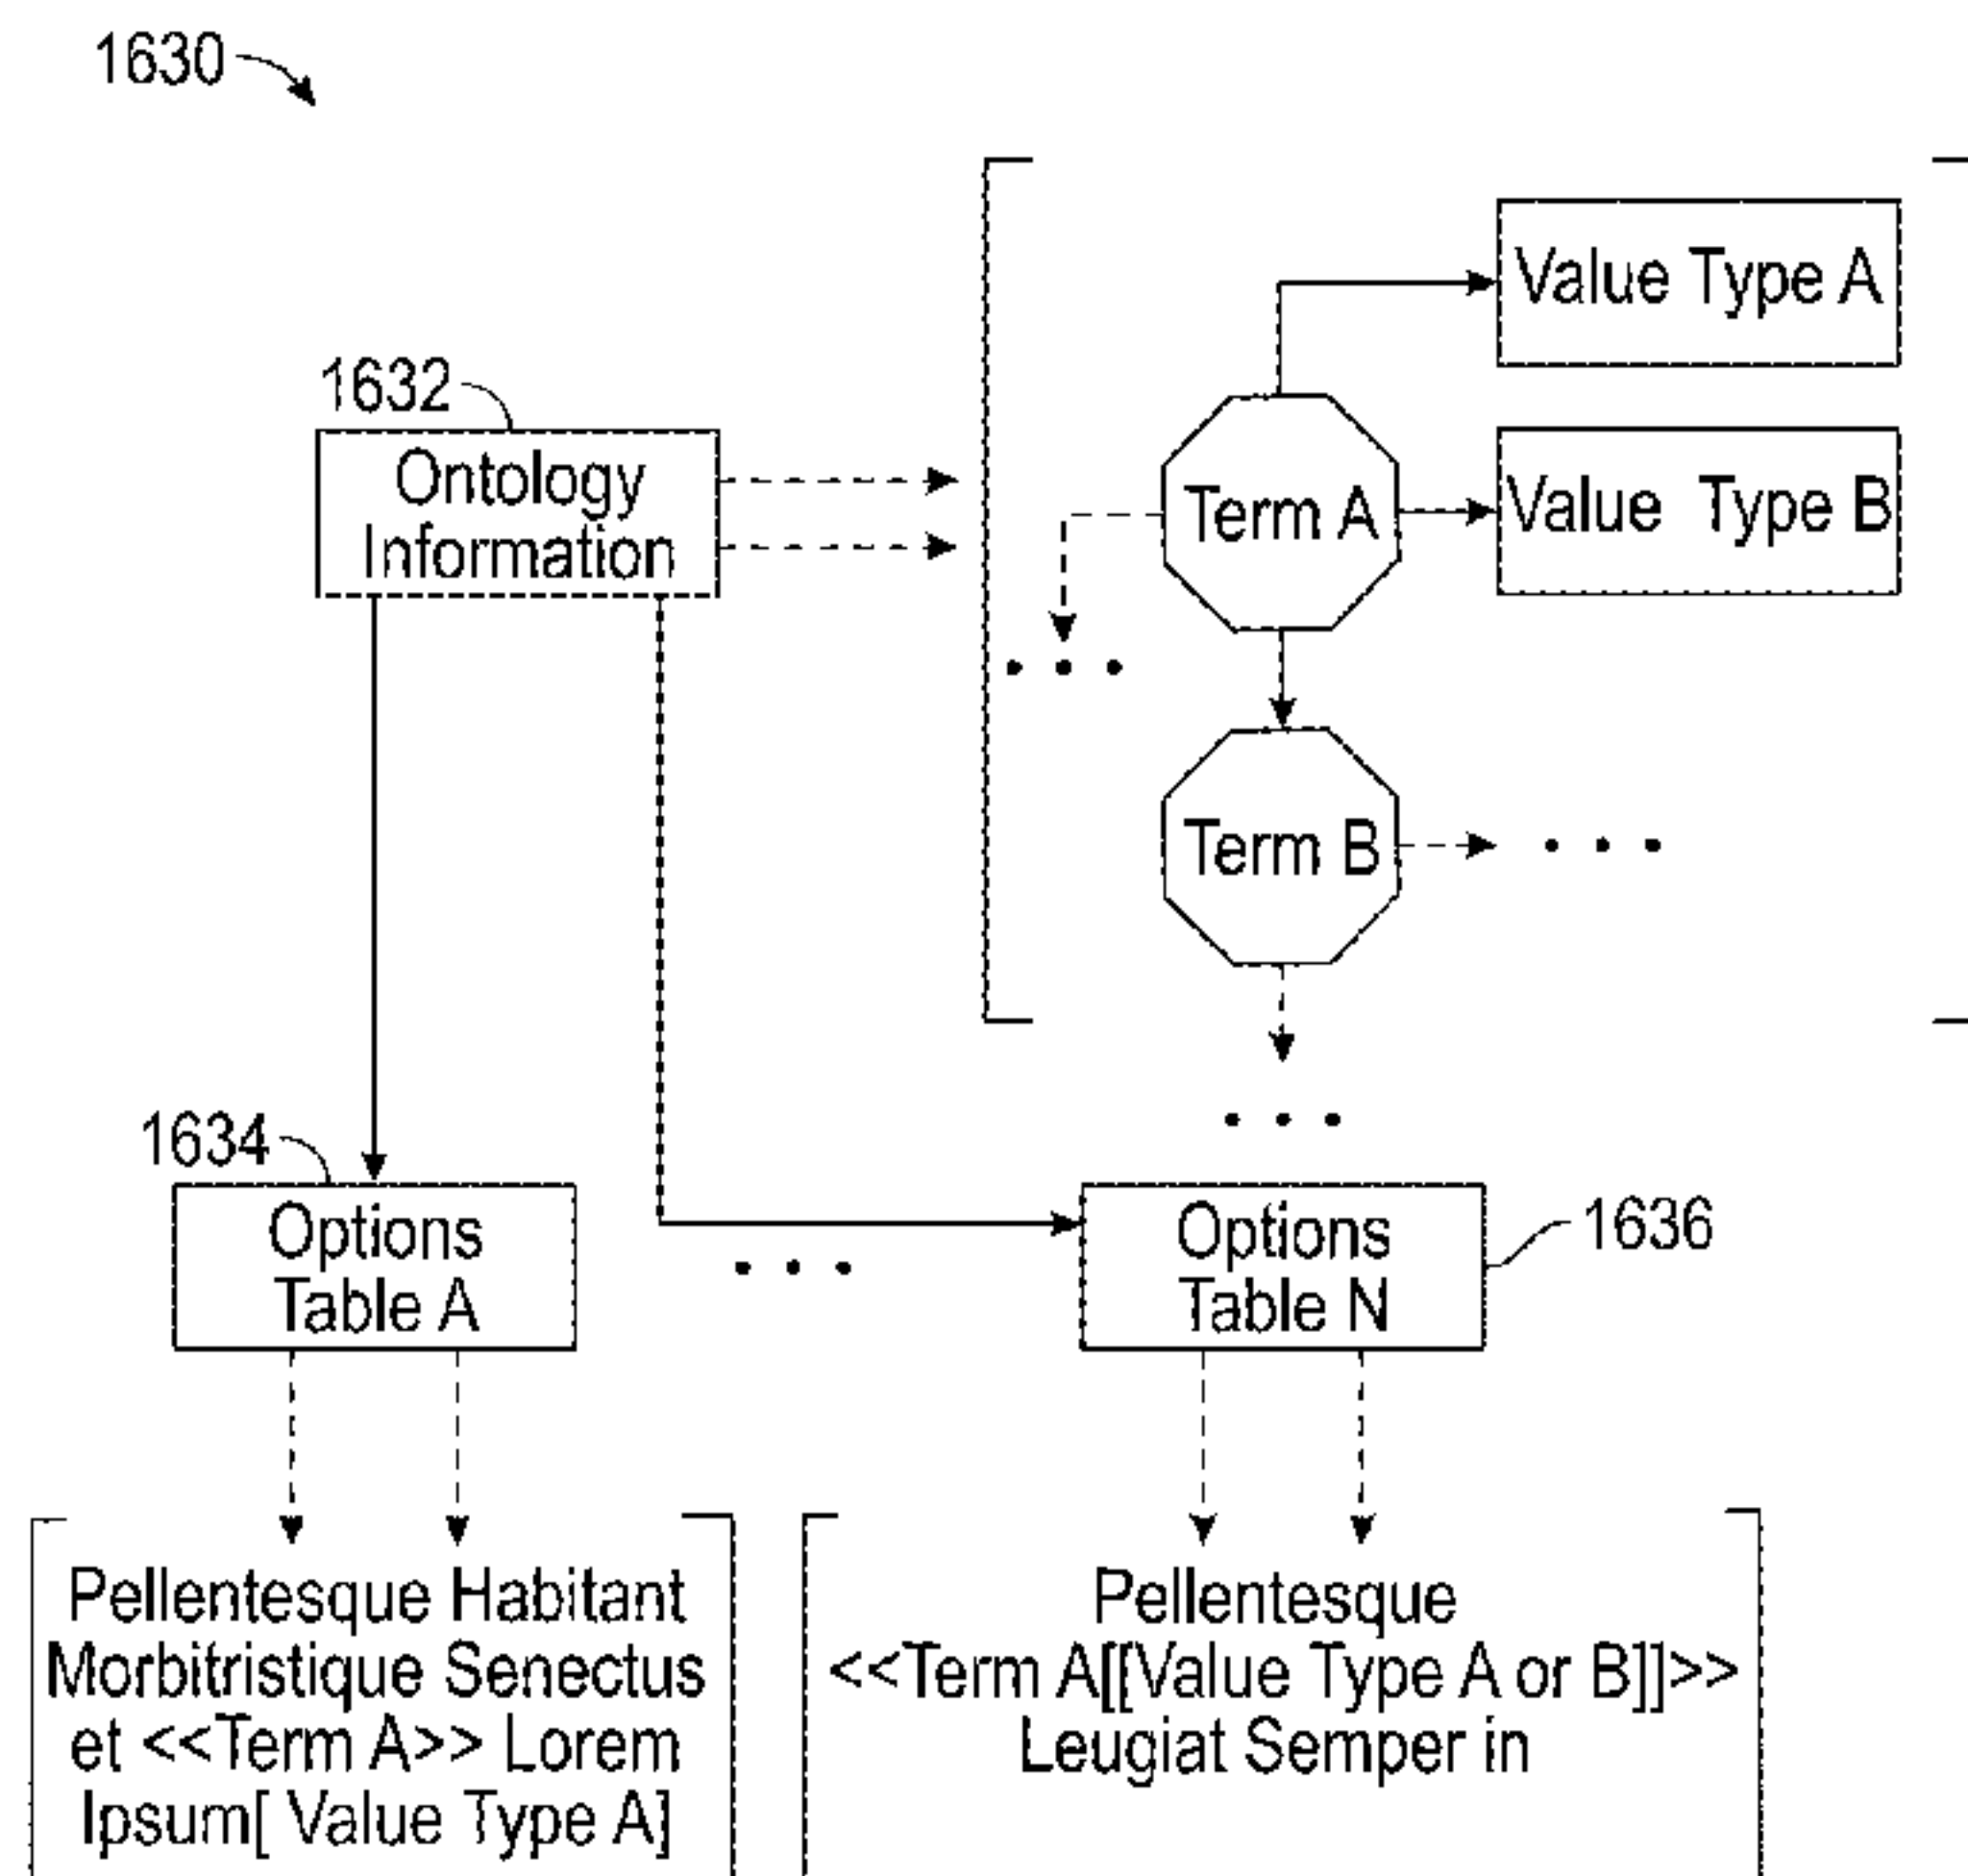 1630
Value Type A
1632
Ontology
Information
Term A
Value Type B
Term B
1634
Options
Table A
Options
Table N
1636
Pellentesque Habitant
Morbitristique Senectus
et <<Term A>> Lorem
Ipsum[ Value Type A]
Pellentesque
<<Term A[[Value Type A or B]]>>
Leugiat Semper in